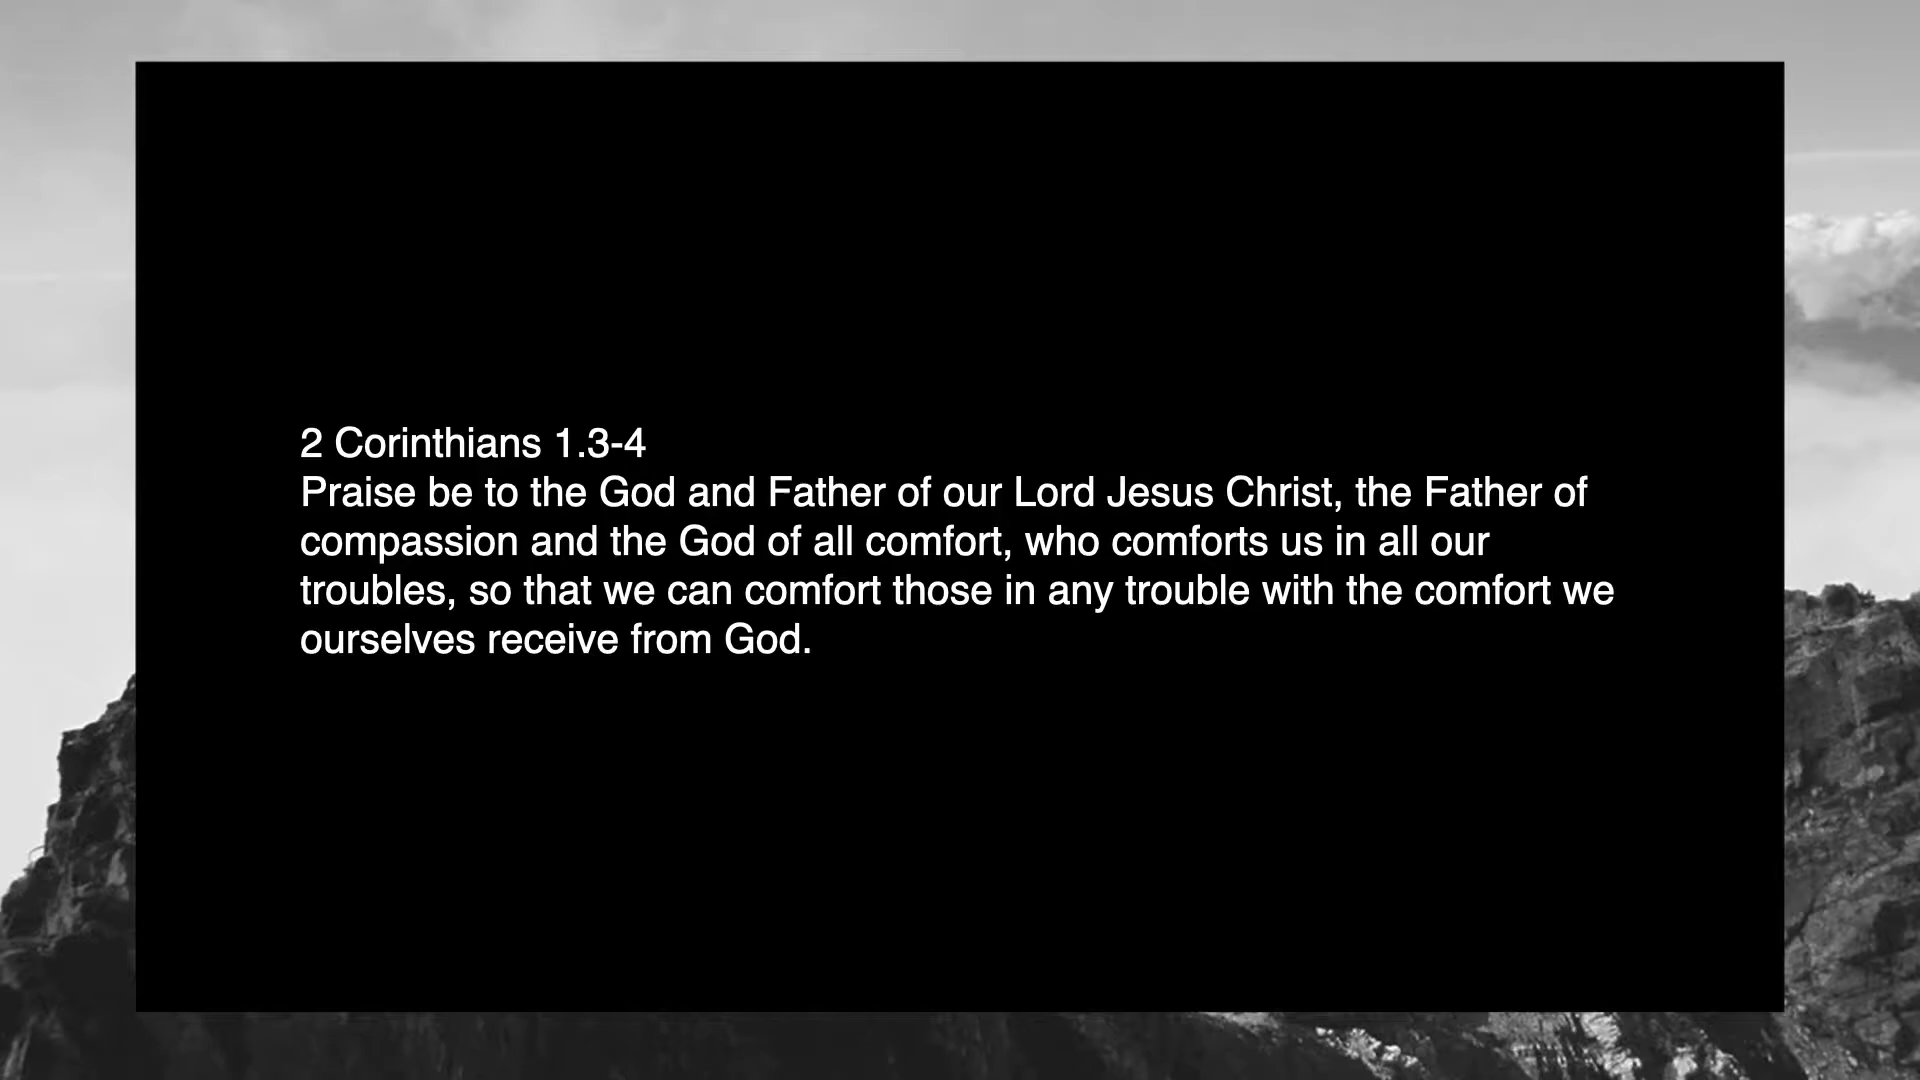 2 Corinthians 1.3-4
Praise be to the God and Father of our Lord Jesus Christ, the Father of
compassion and the God of all comfort, who comforts us in all our
troubles, so that we can comfort those in any trouble with the comfort we
ourselves receive from God.